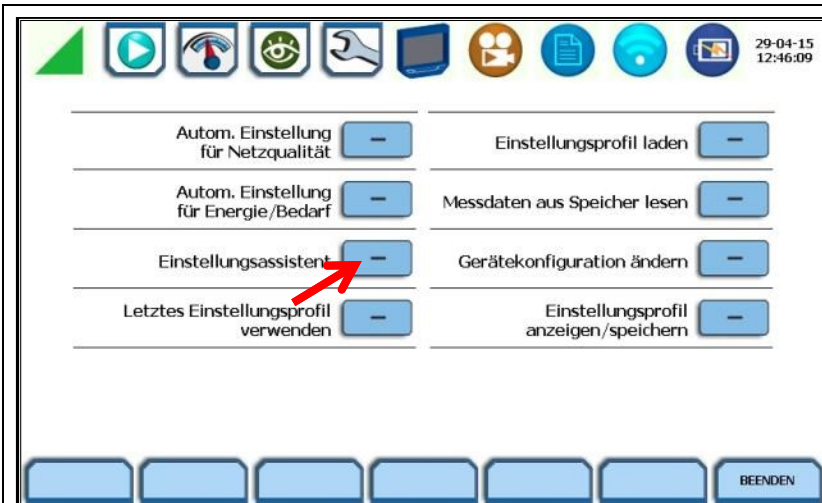 29-04-15
12:46:09
Autom. Einstellung
für Netzqualität
Autom. Einstellung
für Energie/Bedarf
Einstellungsassistent
Letztes Einstellungsprofil
verwenden
Einstellungsprofil laden
Messdaten aus Speicher lesen
Gerätekonfiguration ändern
Einstellungsprofil
anzeigen/speichern
BEENDEN